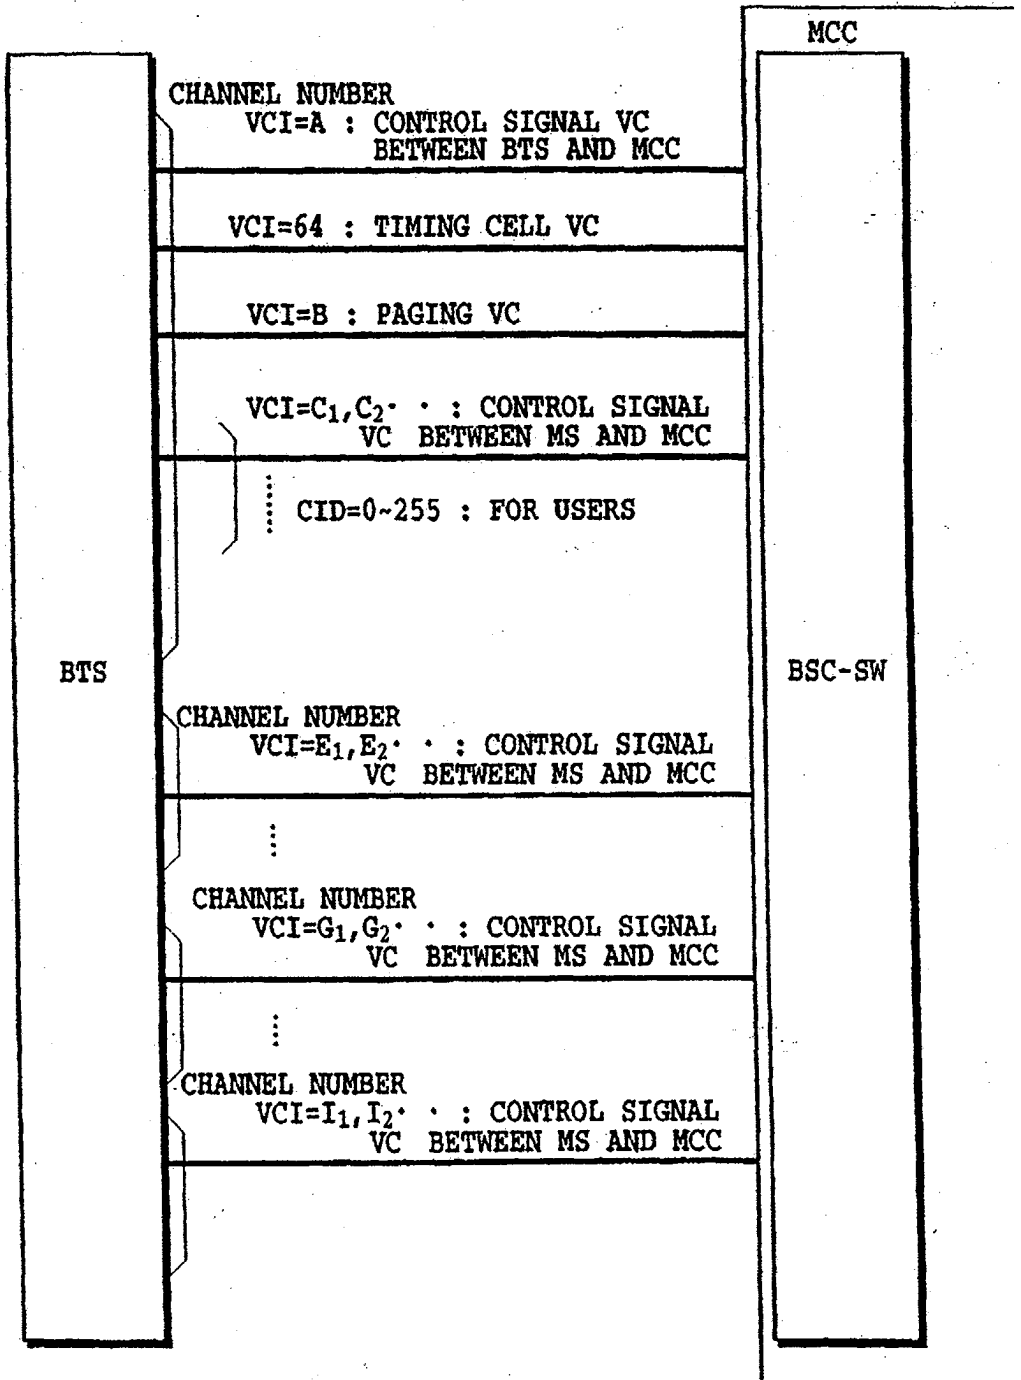 MCC
CHANNEL NUMBER
VCI=A : CONTROL SIGNAL VC
BETWEEN BTS AND MCC
VCI=64 : TIMING CELL VC
VCI=B : PAGING VC
VCI=C₁,C₂· · : CONTROL SIGNAL
VC BETWEEN MS AND MCC
CID=0~255 : FOR USERS
BTS
BSC-SW
CHANNEL NUMBER
VCI=E₁,E₂· · : CONTROL SIGNAL
VC BETWEEN MS AND MCC
CHANNEL NUMBER
VCI=G₁,G₂· · : CONTROL SIGNAL
VC BETWEEN MS AND MCC
CHANNEL NUMBER
VCI=I₁,I₂· · : CONTROL SIGNAL
VC BETWEEN MS AND MCC